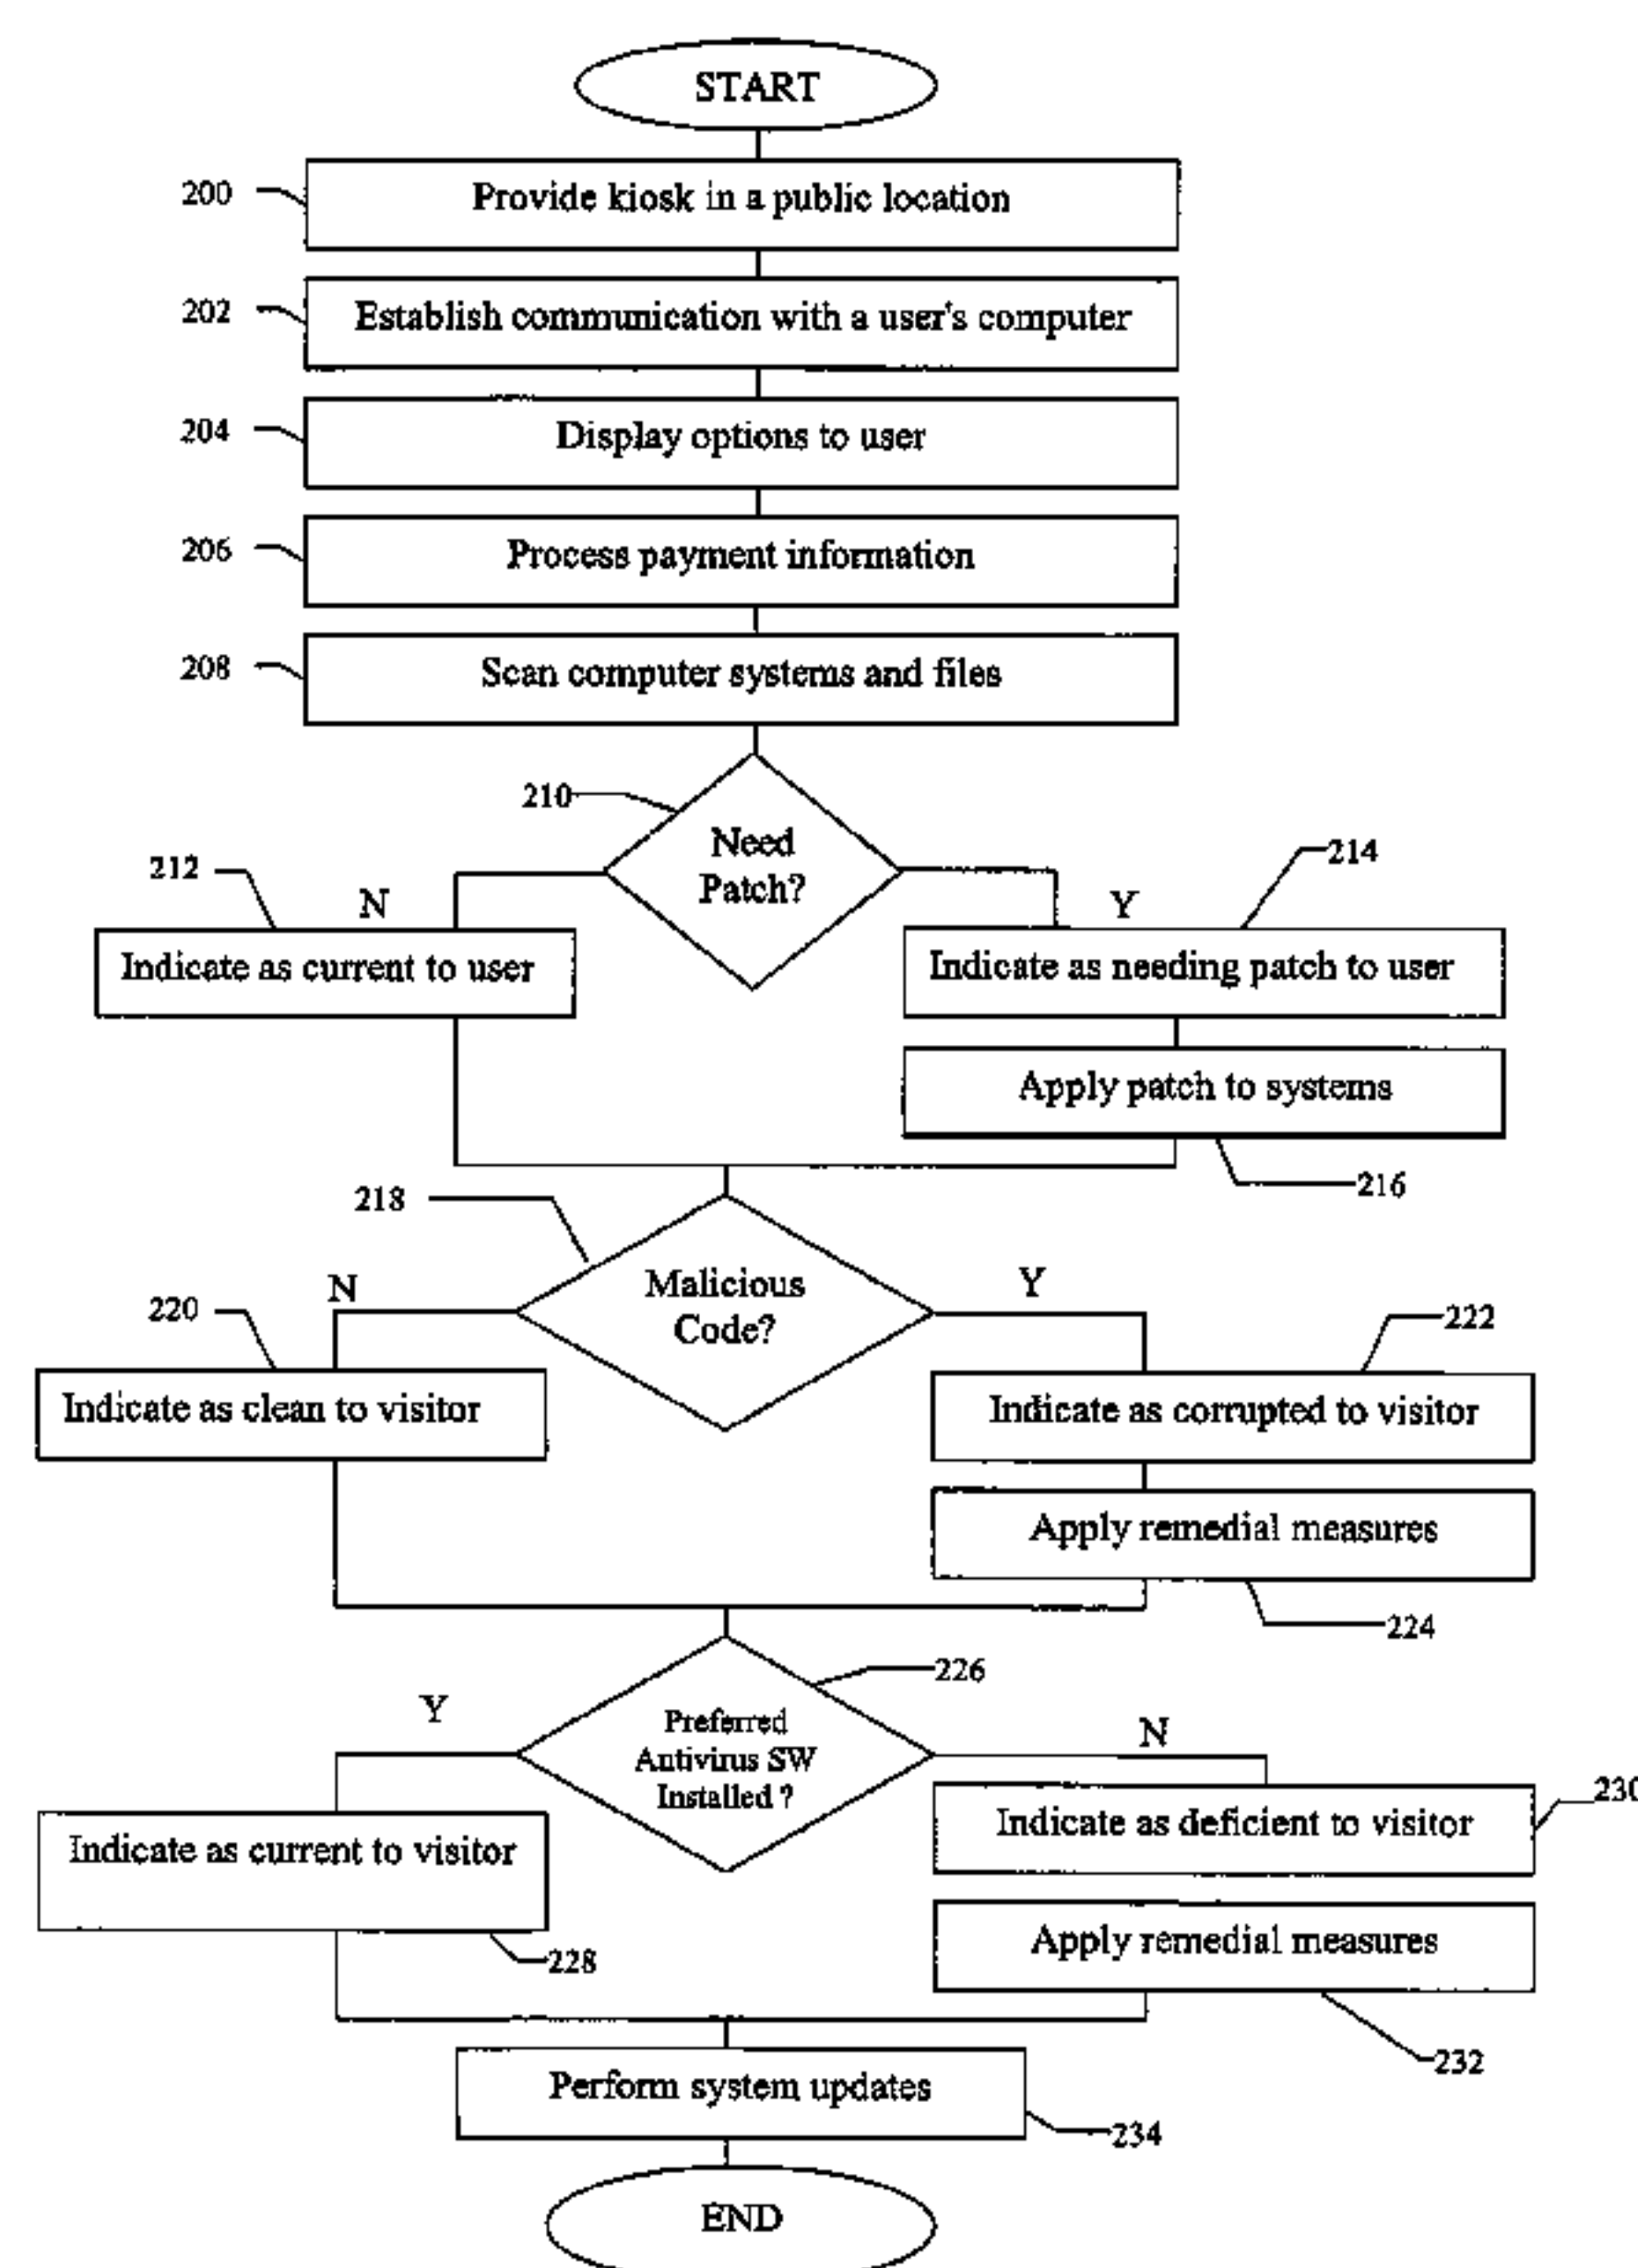 START
200
Provide kiosk in a public location
202
Establish communication with a user's computer
204
Display options to user
206
Process payment information
208
Scan computer systems and files
210
Need
Patch?
212
N
Y
214
Indicate as current to user
Indicate as needing patch to user
Apply patch to systems
216
218
Malicious
Code?
N
Y
220
222
Indicate as clean to visitor
Indicate as corrupted to visitor
Apply remedial measures
224
226
Preferred
Antivirus SW
Installed ?
Y
N
230
Indicate as current to visitor
Indicate as deficient to visitor
228
Apply remedial measures
232
Perform system updates
234
END